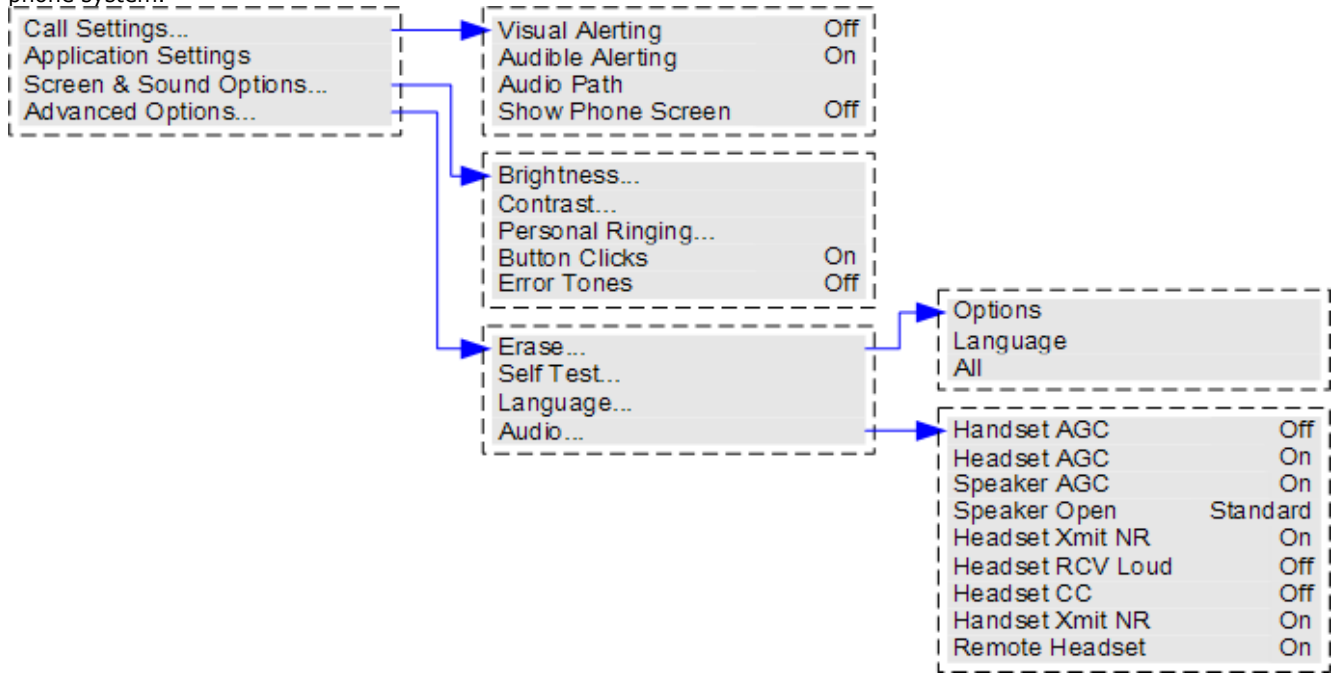 phone system.
Call Settings...
Application Settings
Screen & Sound Options...
Advanced Options...
Visual Alerting Off
Audible Alerting On
Audio Path
Show Phone Screen Off
Brightness...
Contrast...
Personal Ringing...
Button Clicks On
Error Tones Off
Erase...
Self Test...
Language...
Audio...
Options
Language
All
Handset AGC Off
Headset AGC On
Speaker AGC On
Speaker Open Standard
Headset Xmit NR On
Headset RCV Loud Off
Headset CC Off
Handset Xmit NR On
Remote Headset On